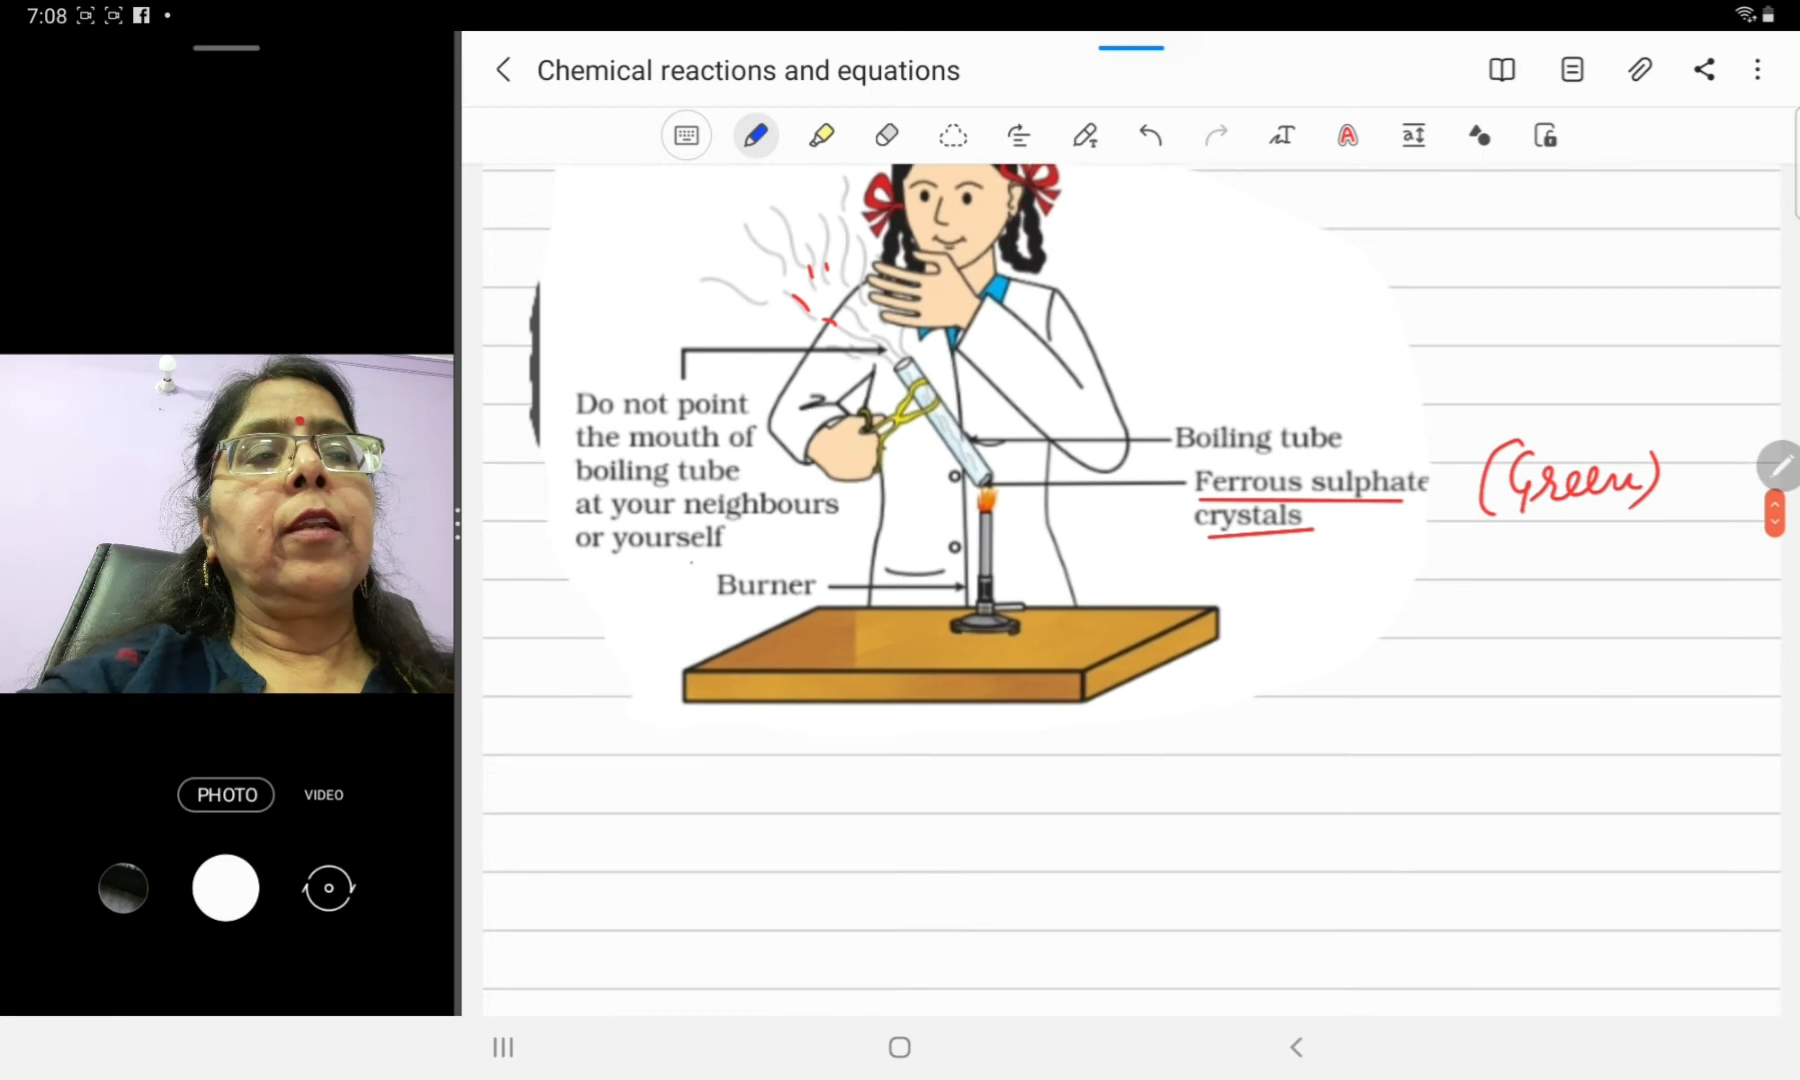 7:08
Chemical reactions and equations
Do not point
the mouth of
boiling tube
at your neighbours
or yourself
Boiling tube
Ferrous sulphate
crystals
(Green)
Burner
PHOTO
VIDEO